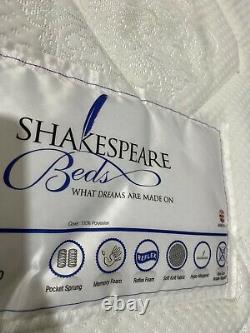 SHAKESPEARE
Beds
WHAT DREAMS ARE MADE ON
Cover: 100% Polyester
REFLEX
Pocket Sprung
Memory Foam
Reflex Foam
Soft Knit Fabric